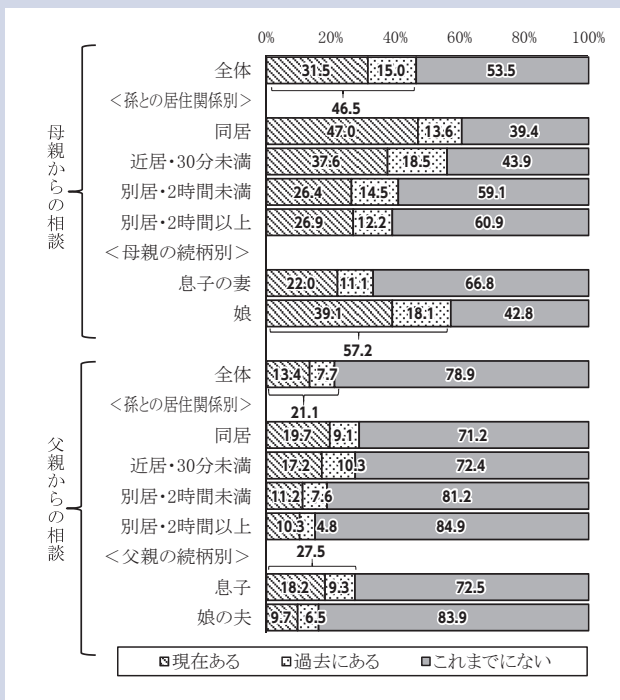 0% 20% 40% 60% 80% 100%
母親からの相談
全体 31.5 15.0 53.5
＜孫との居住関係別＞ 46.5
同居 47.0 13.6 39.4
近居・30分未満 37.6 18.5 43.9
別居・2時間未満 26.4 14.5 59.1
別居・2時間以上 26.9 12.2 60.9
＜母親の続柄別＞
息子の妻 22.0 11.1 66.8
娘 39.1 18.1 42.8
57.2
父親からの相談
全体 13.4 7.7 78.9
＜孫との居住関係別＞ 21.1
同居 19.7 9.1 71.2
近居・30分未満 17.2 10.3 72.4
別居・2時間未満 11.2 7.6 81.2
別居・2時間以上 10.3 4.8 84.9
＜父親の続柄別＞ 27.5
息子 18.2 9.3 72.5
娘の夫 9.7 6.5 83.9
現在ある 過去にある これまでにない